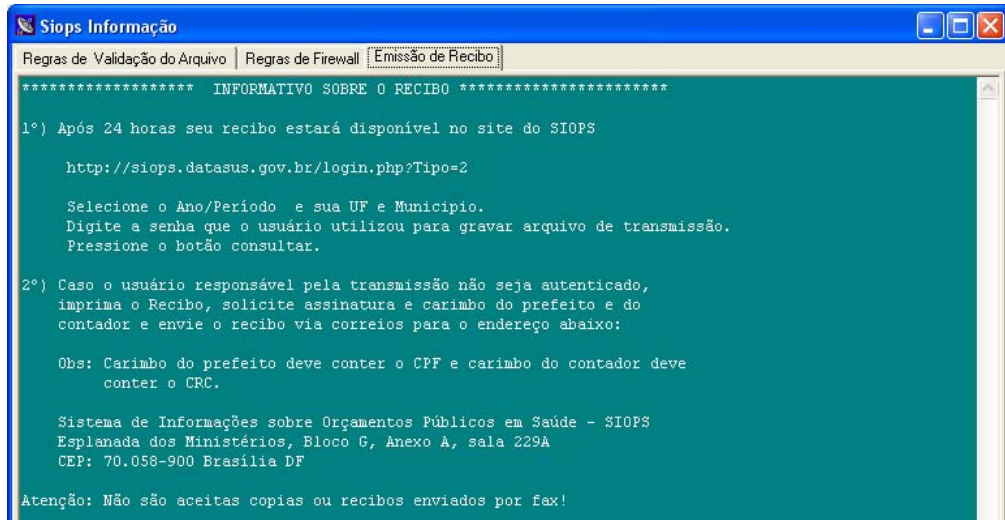 Siops Informação
Regras de Validação do Arquivo Regras de Firewall Emissão de Recibo
******************* INFORMATIVO SOBRE O RECIBO ***********************
1º) Após 24 horas seu recibo estará disponível no site do SIOPS
http://siops.datasus.gov.br/login.php?Tipo=2
Selecione o Ano/Período e sua UF e Municipio.
Digite a senha que o usuário utilizou para gravar arquivo de transmissão.
Pressione o botão consultar.
2º) Caso o usuário responsável pela transmissão não seja autenticado,
imprima o Recibo, solicite assinatura e carimbo do prefeito e do
contador e envie o recibo via correios para o endereço abaixo:
Obs: Carimbo do prefeito deve conter o CPF e carimbo do contador deve
conter o CRC.
Sistema de Informações sobre Orçamentos Públicos em Saúde - SIOPS
Esplanada dos Ministérios, Bloco G, Anexo A, sala 229A
CEP: 70.058-900 Brasília DF
Atenção: Não são aceitas copias ou recibos enviados por fax!